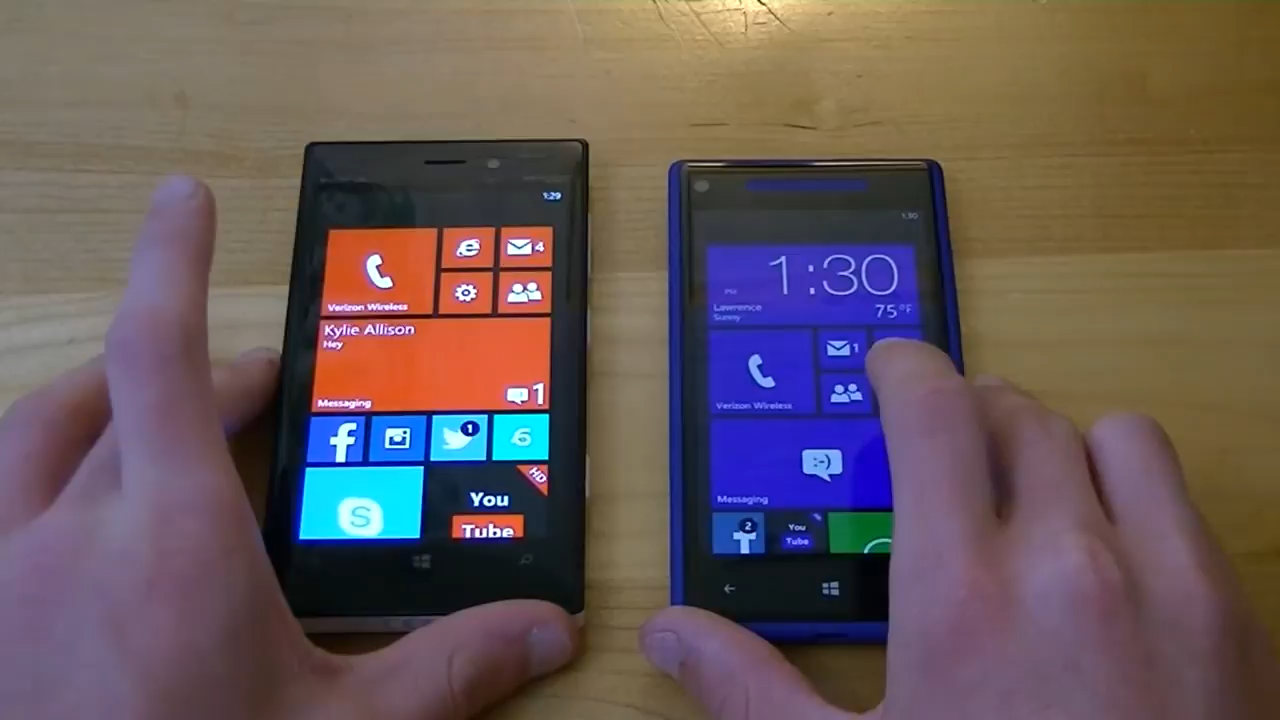 1:29
4
Verizon Wireless
Kylie Allison
Hey
Messaging
1
1
HD
You
Tube
1:30
1:30
PM
Lawrence
Sunny
75°F
1
Verizon Wireless
:-)
Messaging
2
You
Tube